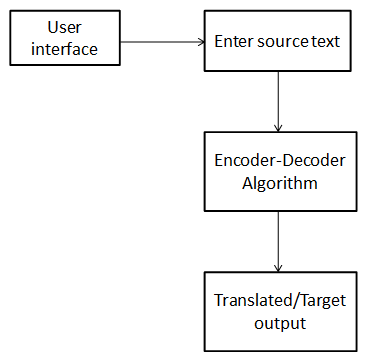 User
interface
Enter source text
Encoder-Decoder
Algorithm
Translated/Target
output